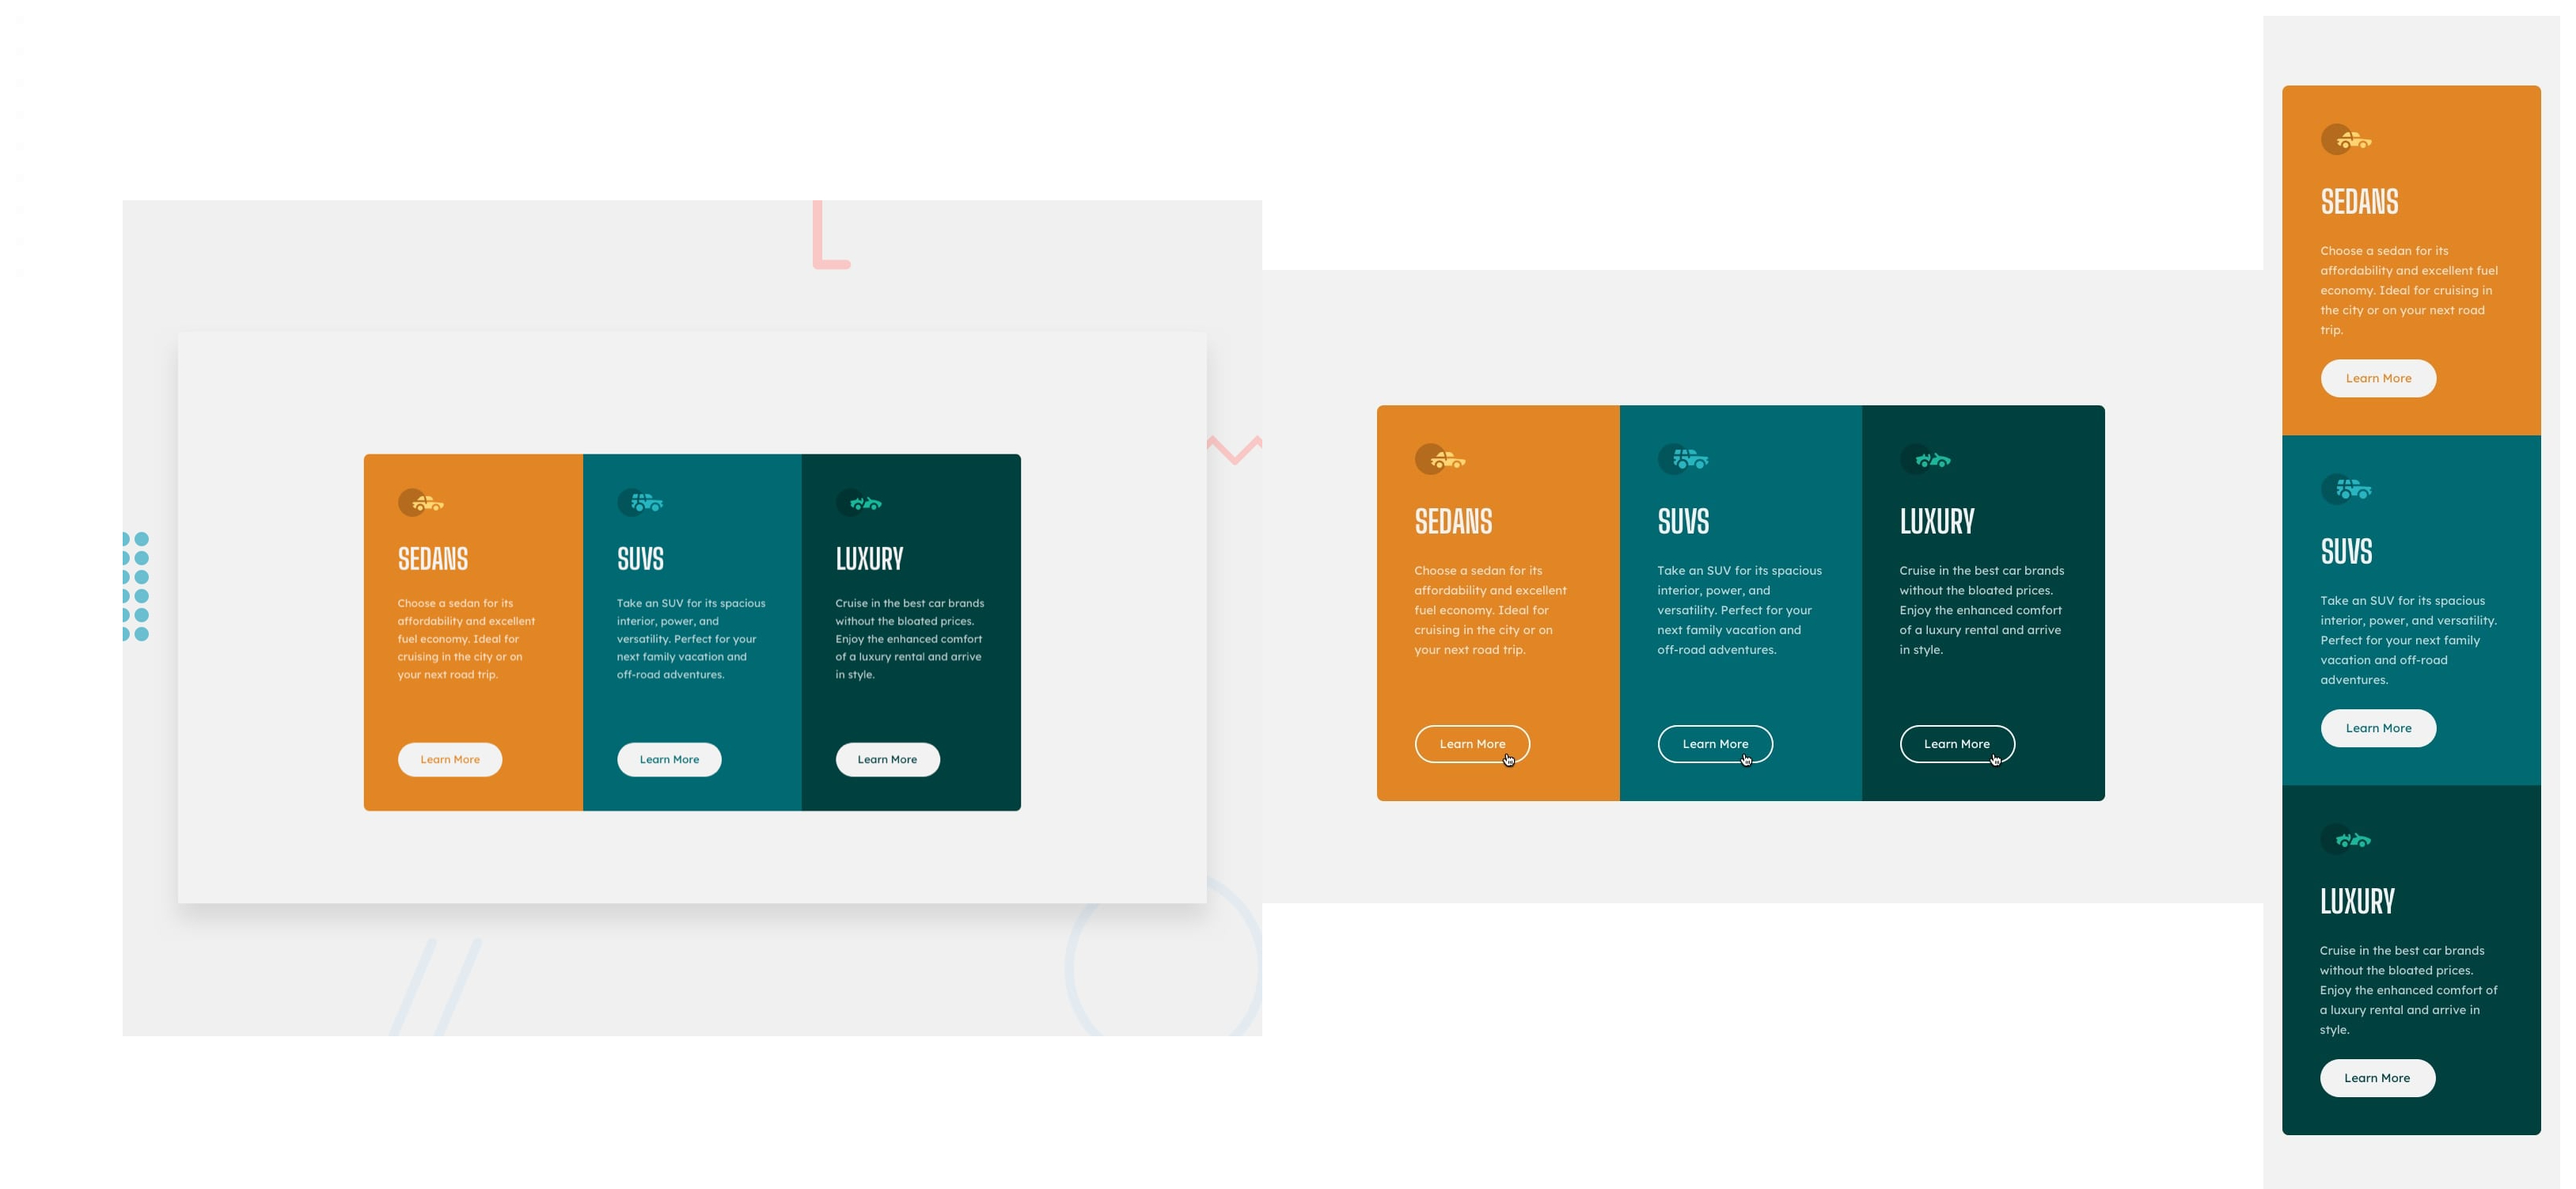 SEDANS
Choose a sedan for its
affordability and excellent
fuel economy. Ideal for
cruising in the city or on
your next road trip.
Learn More
SUVS
Take an SUV for its spacious
interior, power, and
versatility. Perfect for your
next family vacation and
off-road adventures.
Learn More
LUXURY
Cruise in the best car brands
without the bloated prices.
Enjoy the enhanced comfort
of a luxury rental and arrive
in style.
Learn More
SEDANS
Choose a sedan for its
affordability and excellent
fuel economy. Ideal for
cruising in the city or on
your next road trip.
Learn More
SUVS
Take an SUV for its spacious
interior, power, and
versatility. Perfect for your
next family vacation and
off-road adventures.
Learn More
LUXURY
Cruise in the best car brands
without the bloated prices.
Enjoy the enhanced comfort
of a luxury rental and arrive
in style.
Learn More
SEDANS
Choose a sedan for its
affordability and excellent fuel
economy. Ideal for cruising in
the city or on your next road
trip.
Learn More
SUVS
Take an SUV for its spacious
interior, power, and versatility.
Perfect for your next family
vacation and off-road
adventures.
Learn More
LUXURY
Cruise in the best car brands
without the bloated prices.
Enjoy the enhanced comfort of
a luxury rental and arrive in
style.
Learn More